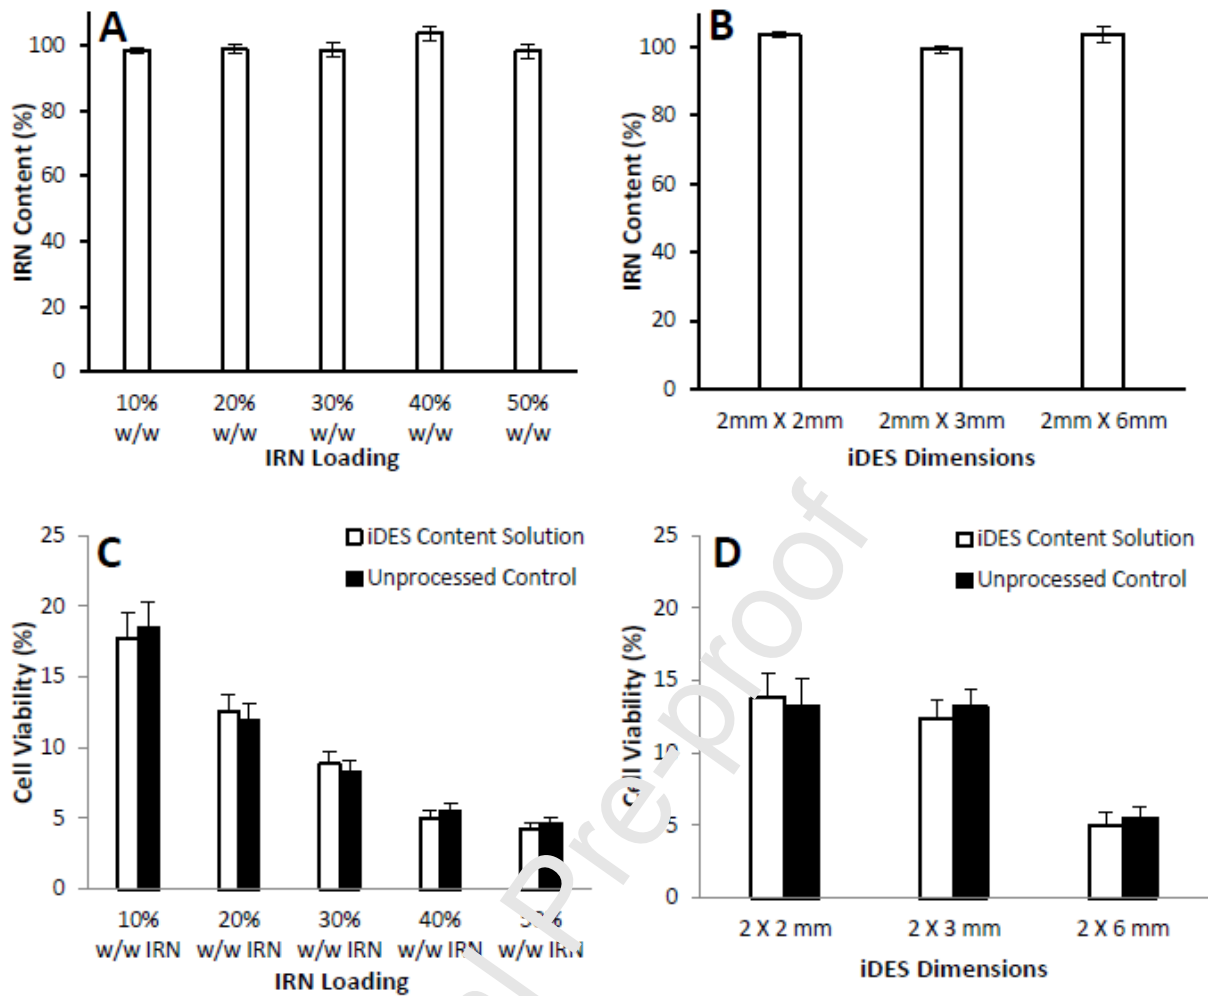 A
IRN Content (%)
100
80
60
40
20
0
10% 20% 30% 40% 50%
w/w w/w w/w w/w w/w
IRN Loading
B
IRN Content (%)
100
80
60
40
20
0
2mm X 2mm 2mm X 3mm 2mm X 6mm
iDES Dimensions
C
iDES Content Solution
Unprocessed Control
Cell Viability (%)
25
20
15
10
5
0
10% 20% 30% 40%
w/w IRN w/w IRN w/w IRN w/w IRN w/w IRN
IRN Loading
D
iDES Content Solution
Unprocessed Control
Cell Viability (%)
25
20
15
10
5
0
2 X 2 mm 2 X 3 mm 2 X 6 mm
iDES Dimensions
Pre-proof